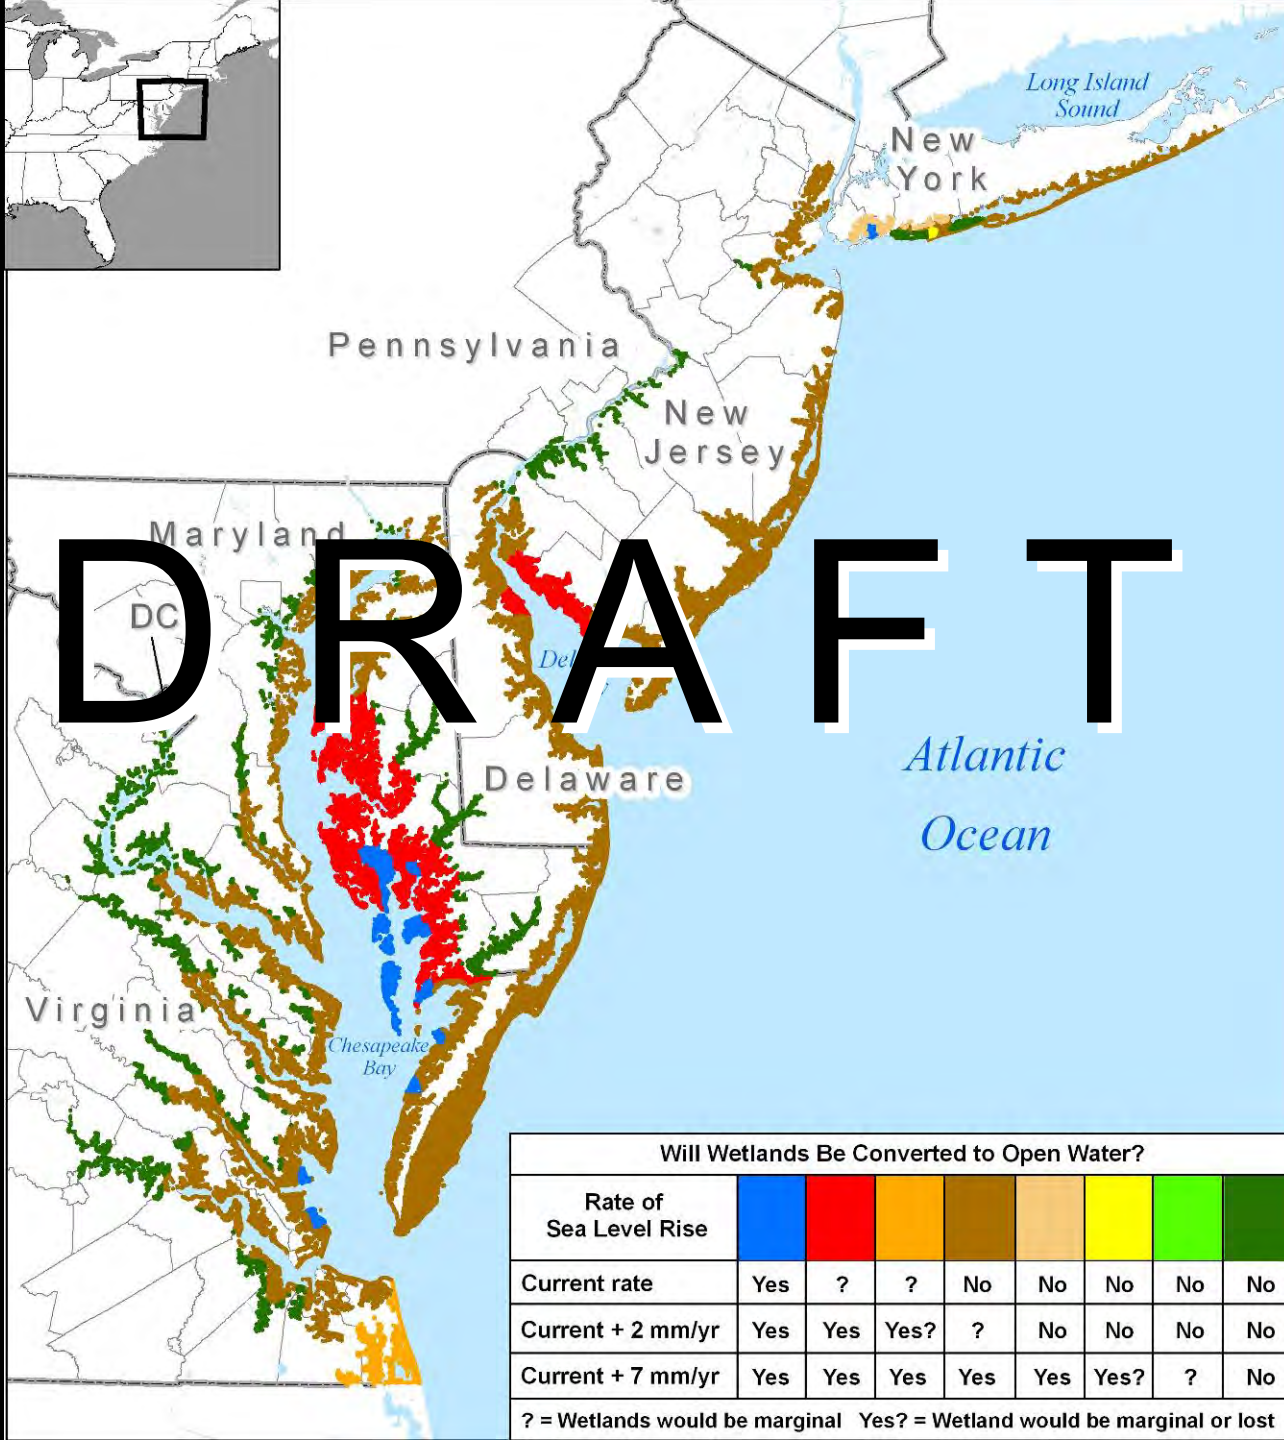 Long Island
Sound
New
York
Pennsylvania
New
Jersey
Maryland
DRAFT
DC
Del
Delaware
Atlantic
Ocean
Virginia
Chesapeake
Bay
Will Wetlands Be Converted to Open Water?
Rate of
Sea Level Rise
Current rate Yes ? ? No No No No No
Current + 2 mm/yr Yes Yes Yes? ? No No No No
Current + 7 mm/yr Yes Yes Yes Yes Yes Yes? ? No
? = Wetlands would be marginal Yes? = Wetland would be marginal or lost